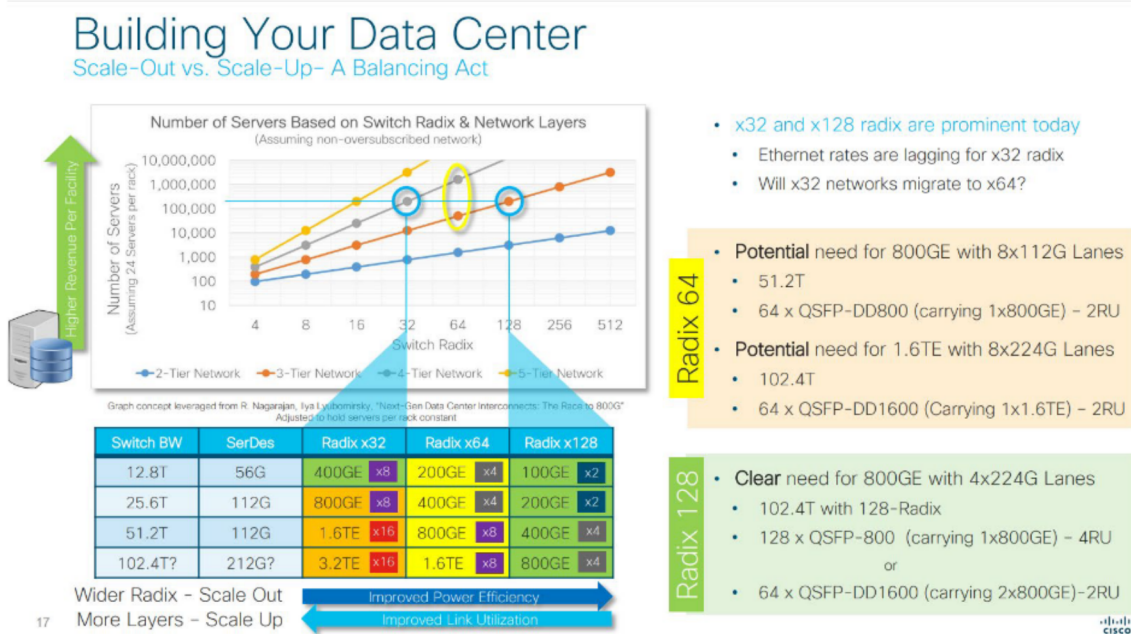 Building Your Data Center
Scale-Out vs. Scale-Up- A Balancing Act
Higher Revenue Per Facility
Number of Servers Based on Switch Radix & Network Layers
(Assuming non-oversubscribed network)
Number of Servers
(Assuming 24 Servers per rack)
10,000,000
1,000,000
100,000
10,000
1,000
100
10
4 8 16 32 64 128 256 512
Switch Radix
2-Tier Network 3-Tier Network 4-Tier Network 5-Tier Network
Graph concept leveraged from R. Nagarajan, Ilya Lyubomirsky, "Next-Gen Data Center Interconnects: The Race to 800G"
Adjusted to hold servers per rack constant
Switch BW SerDes Radix x32 Radix x64 Radix x128
12.8T 56G 400GE x8 200GE x4 100GE x2
25.6T 112G 800GE x8 400GE x4 200GE x2
51.2T 112G 1.6TE x16 800GE x8 400GE x4
102.4T? 212G? 3.2TE x16 1.6TE x8 800GE x4
Wider Radix - Scale Out Improved Power Efficiency
More Layers - Scale Up Improved Link Utilization
17
• x32 and x128 radix are prominent today
• Ethernet rates are lagging for x32 radix
• Will x32 networks migrate to x64?
Radix 64
• Potential need for 800GE with 8x112G Lanes
• 51.2T
• 64 x QSFP-DD800 (carrying 1x800GE) - 2RU
• Potential need for 1.6TE with 8x224G Lanes
• 102.4T
• 64 x QSFP-DD1600 (Carrying 1x1.6TE) - 2RU
Radix 128
• Clear need for 800GE with 4x224G Lanes
• 102.4T with 128-Radix
• 128 x QSFP-800 (carrying 1x800GE) - 4RU
or
• 64 x QSFP-DD1600 (carrying 2x800GE)-2RU
CISCO